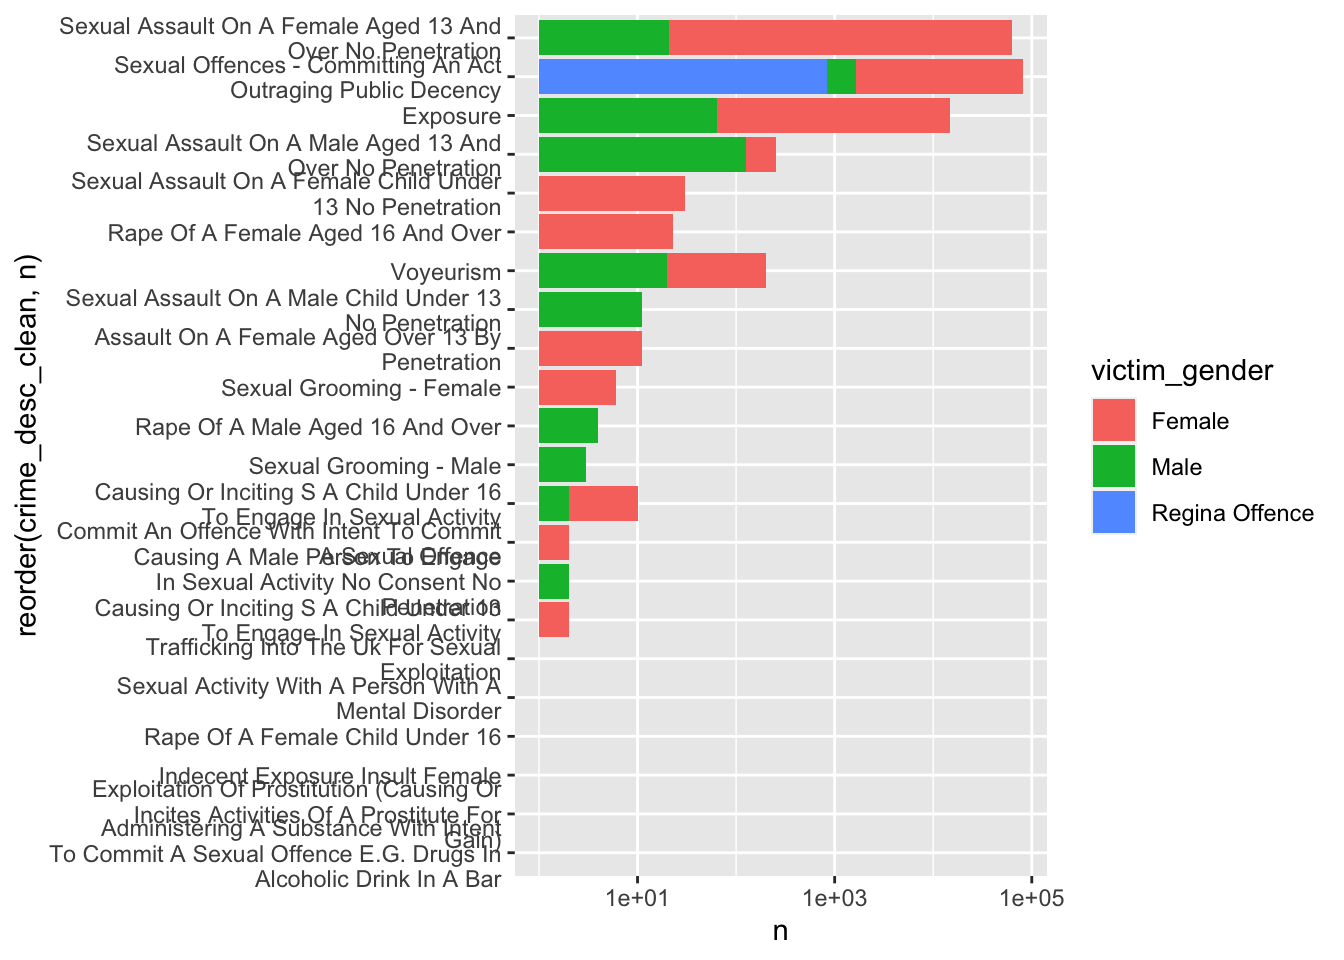 Sexual Assault On A Female Aged 13 And
Over No Penetration
Sexual Offences - Committing An Act
Outraging Public Decency
Exposure
Sexual Assault On A Male Aged 13 And
Over No Penetration
Sexual Assault On A Female Child Under
13 No Penetration
Rape Of A Female Aged 16 And Over
Voyeurism
Sexual Assault On A Male Child Under 13
No Penetration
Assault On A Female Aged Over 13 By
Penetration
Sexual Grooming - Female
Rape Of A Male Aged 16 And Over
Sexual Grooming - Male
Causing Or Inciting S A Child Under 16
To Engage In Sexual Activity
Commit An Offence With Intent To Commit
A Sexual Offence
Causing A Male Person To Engage
In Sexual Activity No Consent No
Penetration
Causing Or Inciting S A Child Under 13
To Engage In Sexual Activity
Trafficking Into The Uk For Sexual
Exploitation
Sexual Activity With A Person With A
Mental Disorder
Rape Of A Female Child Under 16
Indecent Exposure Insult Female
Exploitation Of Prostitution (Causing Or
Incites Activities Of A Prostitute For
Gain)
Administering A Substance With Intent
To Commit A Sexual Offence E.G. Drugs In
Alcoholic Drink In A Bar
reorder(crime_desc_clean, n)
1e+01 1e+03 1e+05
n
victim_gender
Female
Male
Regina Offence